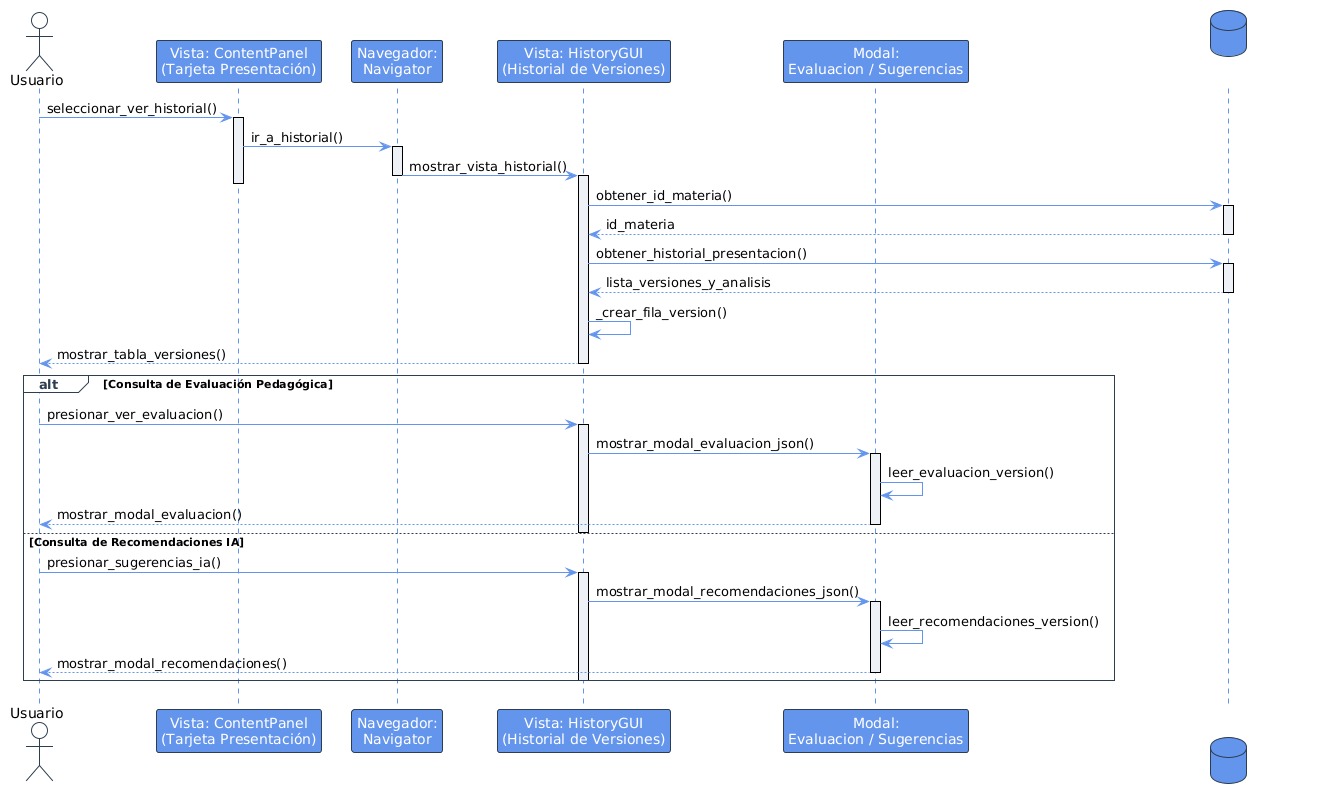 Usuario
Vista: ContentPanel
(Tarjeta Presentación)
Navegador:
Navigator
Vista: HistoryGUI
(Historial de Versiones)
Modal:
Evaluacion / Sugerencias
seleccionar_ver_historial()
ir_a_historial()
mostrar_vista_historial()
obtener_id_materia()
id_materia
obtener_historial_presentacion()
lista_versiones_y_analisis
_crear_fila_version()
mostrar_tabla_versiones()
alt [Consulta de Evaluación Pedagógica]
presionar_ver_evaluacion()
mostrar_modal_evaluacion_json()
leer_evaluacion_version()
mostrar_modal_evaluacion()
[Consulta de Recomendaciones IA]
presionar_sugerencias_ia()
mostrar_modal_recomendaciones_json()
leer_recomendaciones_version()
mostrar_modal_recomendaciones()
Usuario
Vista: ContentPanel
(Tarjeta Presentación)
Navegador:
Navigator
Vista: HistoryGUI
(Historial de Versiones)
Modal:
Evaluacion / Sugerencias